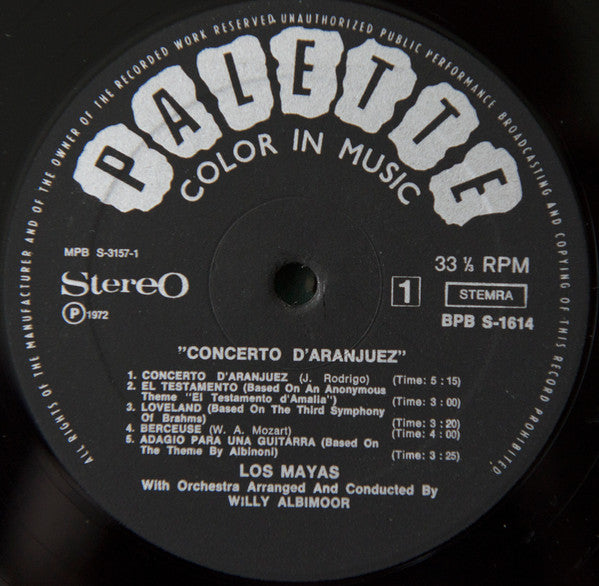 ALL RIGHTS OF THE MANUFACTURER AND OF THE OWNER OF THE RECORDED WORK RESERVED. UNAUTHORIZED PUBLIC PERFORMANCE BROADCASTING AND COPYING OF THIS RECORD PROHIBITED.
PALETTE
COLOR IN MUSIC
MPB S-3157-1
Stereo
Ⓟ 1972
33 ⅓ RPM
1
STEMRA
BPB S-1614
"CONCERTO D'ARANJUEZ"
1. CONCERTO D'ARANJUEZ (J. Rodrigo) (Time: 5 : 15)
2. EL TESTAMENTO (Based On An Anonymous
Theme "El Testamento d'Amalia") (Time: 3 : 00)
3. LOVELAND (Based On The Third Symphony
Of Brahms) (Time: 3 : 20)
4. BERCEUSE (W. A. Mozart) (Time: 4 : 00)
5. ADAGIO PARA UNA GUITARRA (Based On
The Theme By Albinoni) (Time: 3 : 25)
LOS MAYAS
With Orchestra Arranged And Conducted By
WILLY ALBIMOOR